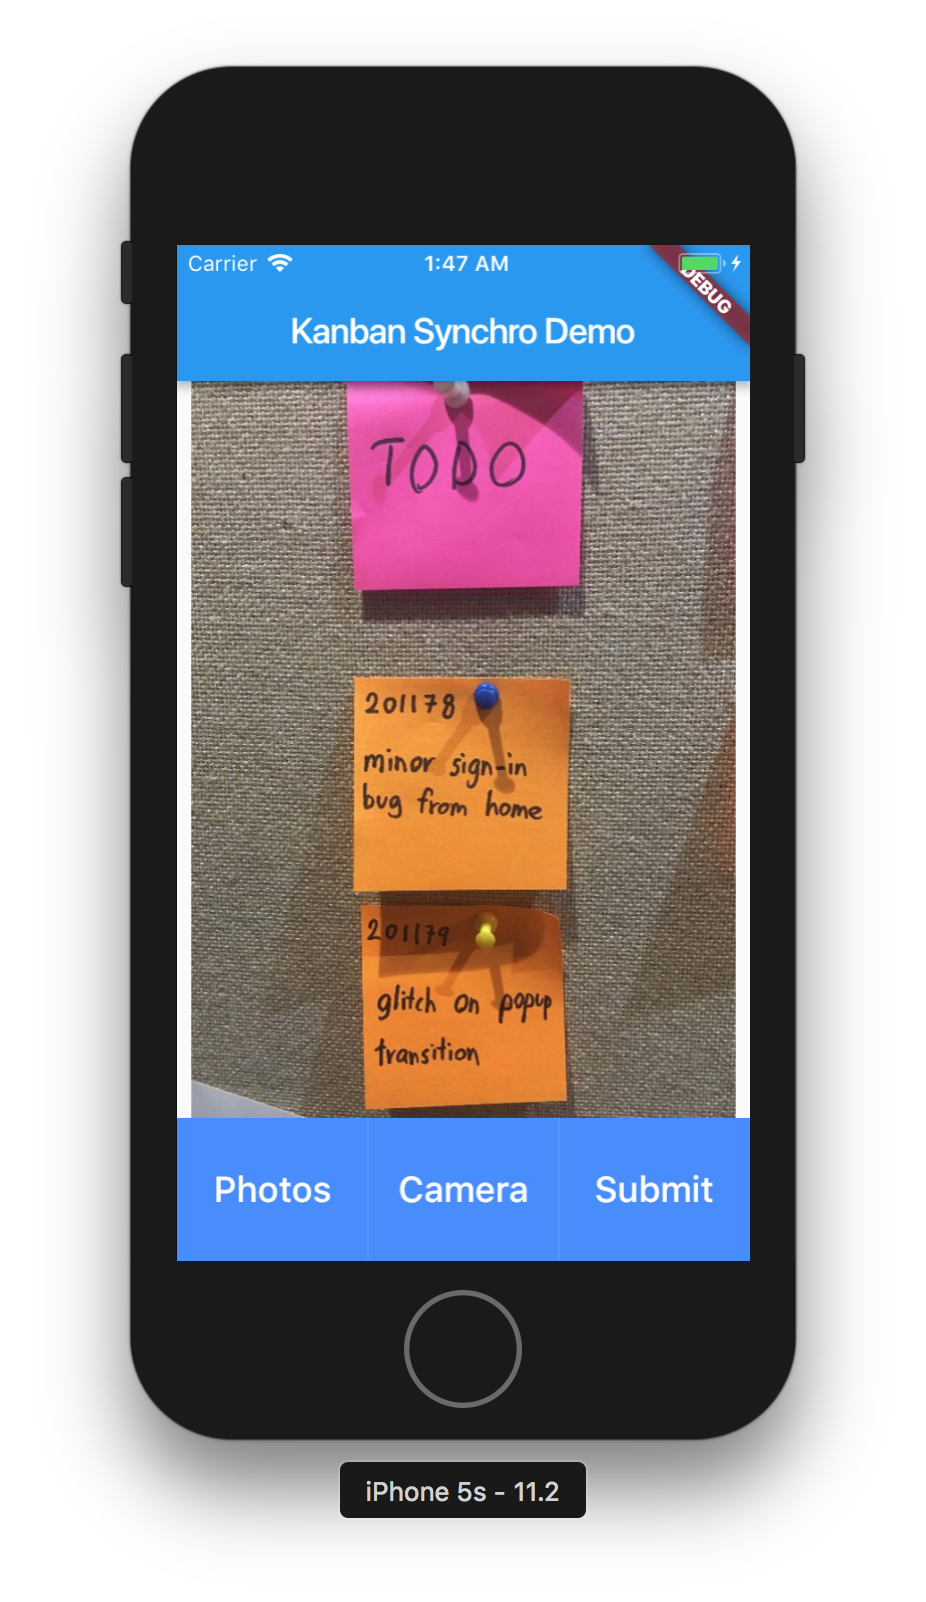 Carrier 1:47 AM
DEBUG
Kanban Synchro Demo
TODO
201178
minor sign-in
bug from home
201179
glitch on popup
transition
Photos Camera Submit
iPhone 5s - 11.2